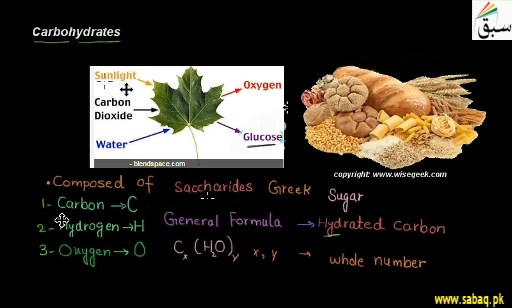 Carbohydrates
سبق
Sunlight
Oxygen
Carbon
Dioxide
Water
Glucose
- blendspace.com
copyright: www.wisegeek.com
• Composed of Saccharides Greek Sugar
1- Carbon → C
2- Hydrogen → H General Formula → Hydrated Carbon
3- Oxygen → O Cx (H2O)y x, y → whole number
www.sabaq.pk